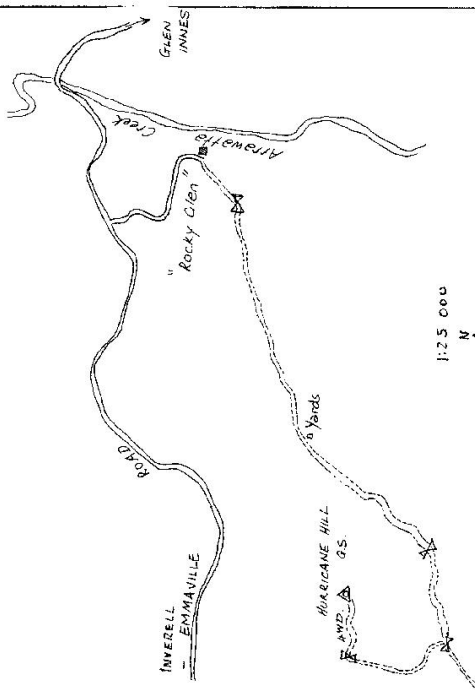 GLEN
INNES
Arrawatta
Creek
"Rocky Glen"
ROAD
INVERELL
- EMMAVILLE
Yards
HURRICANE HILL
G.S.
4WD
1:25 000
N